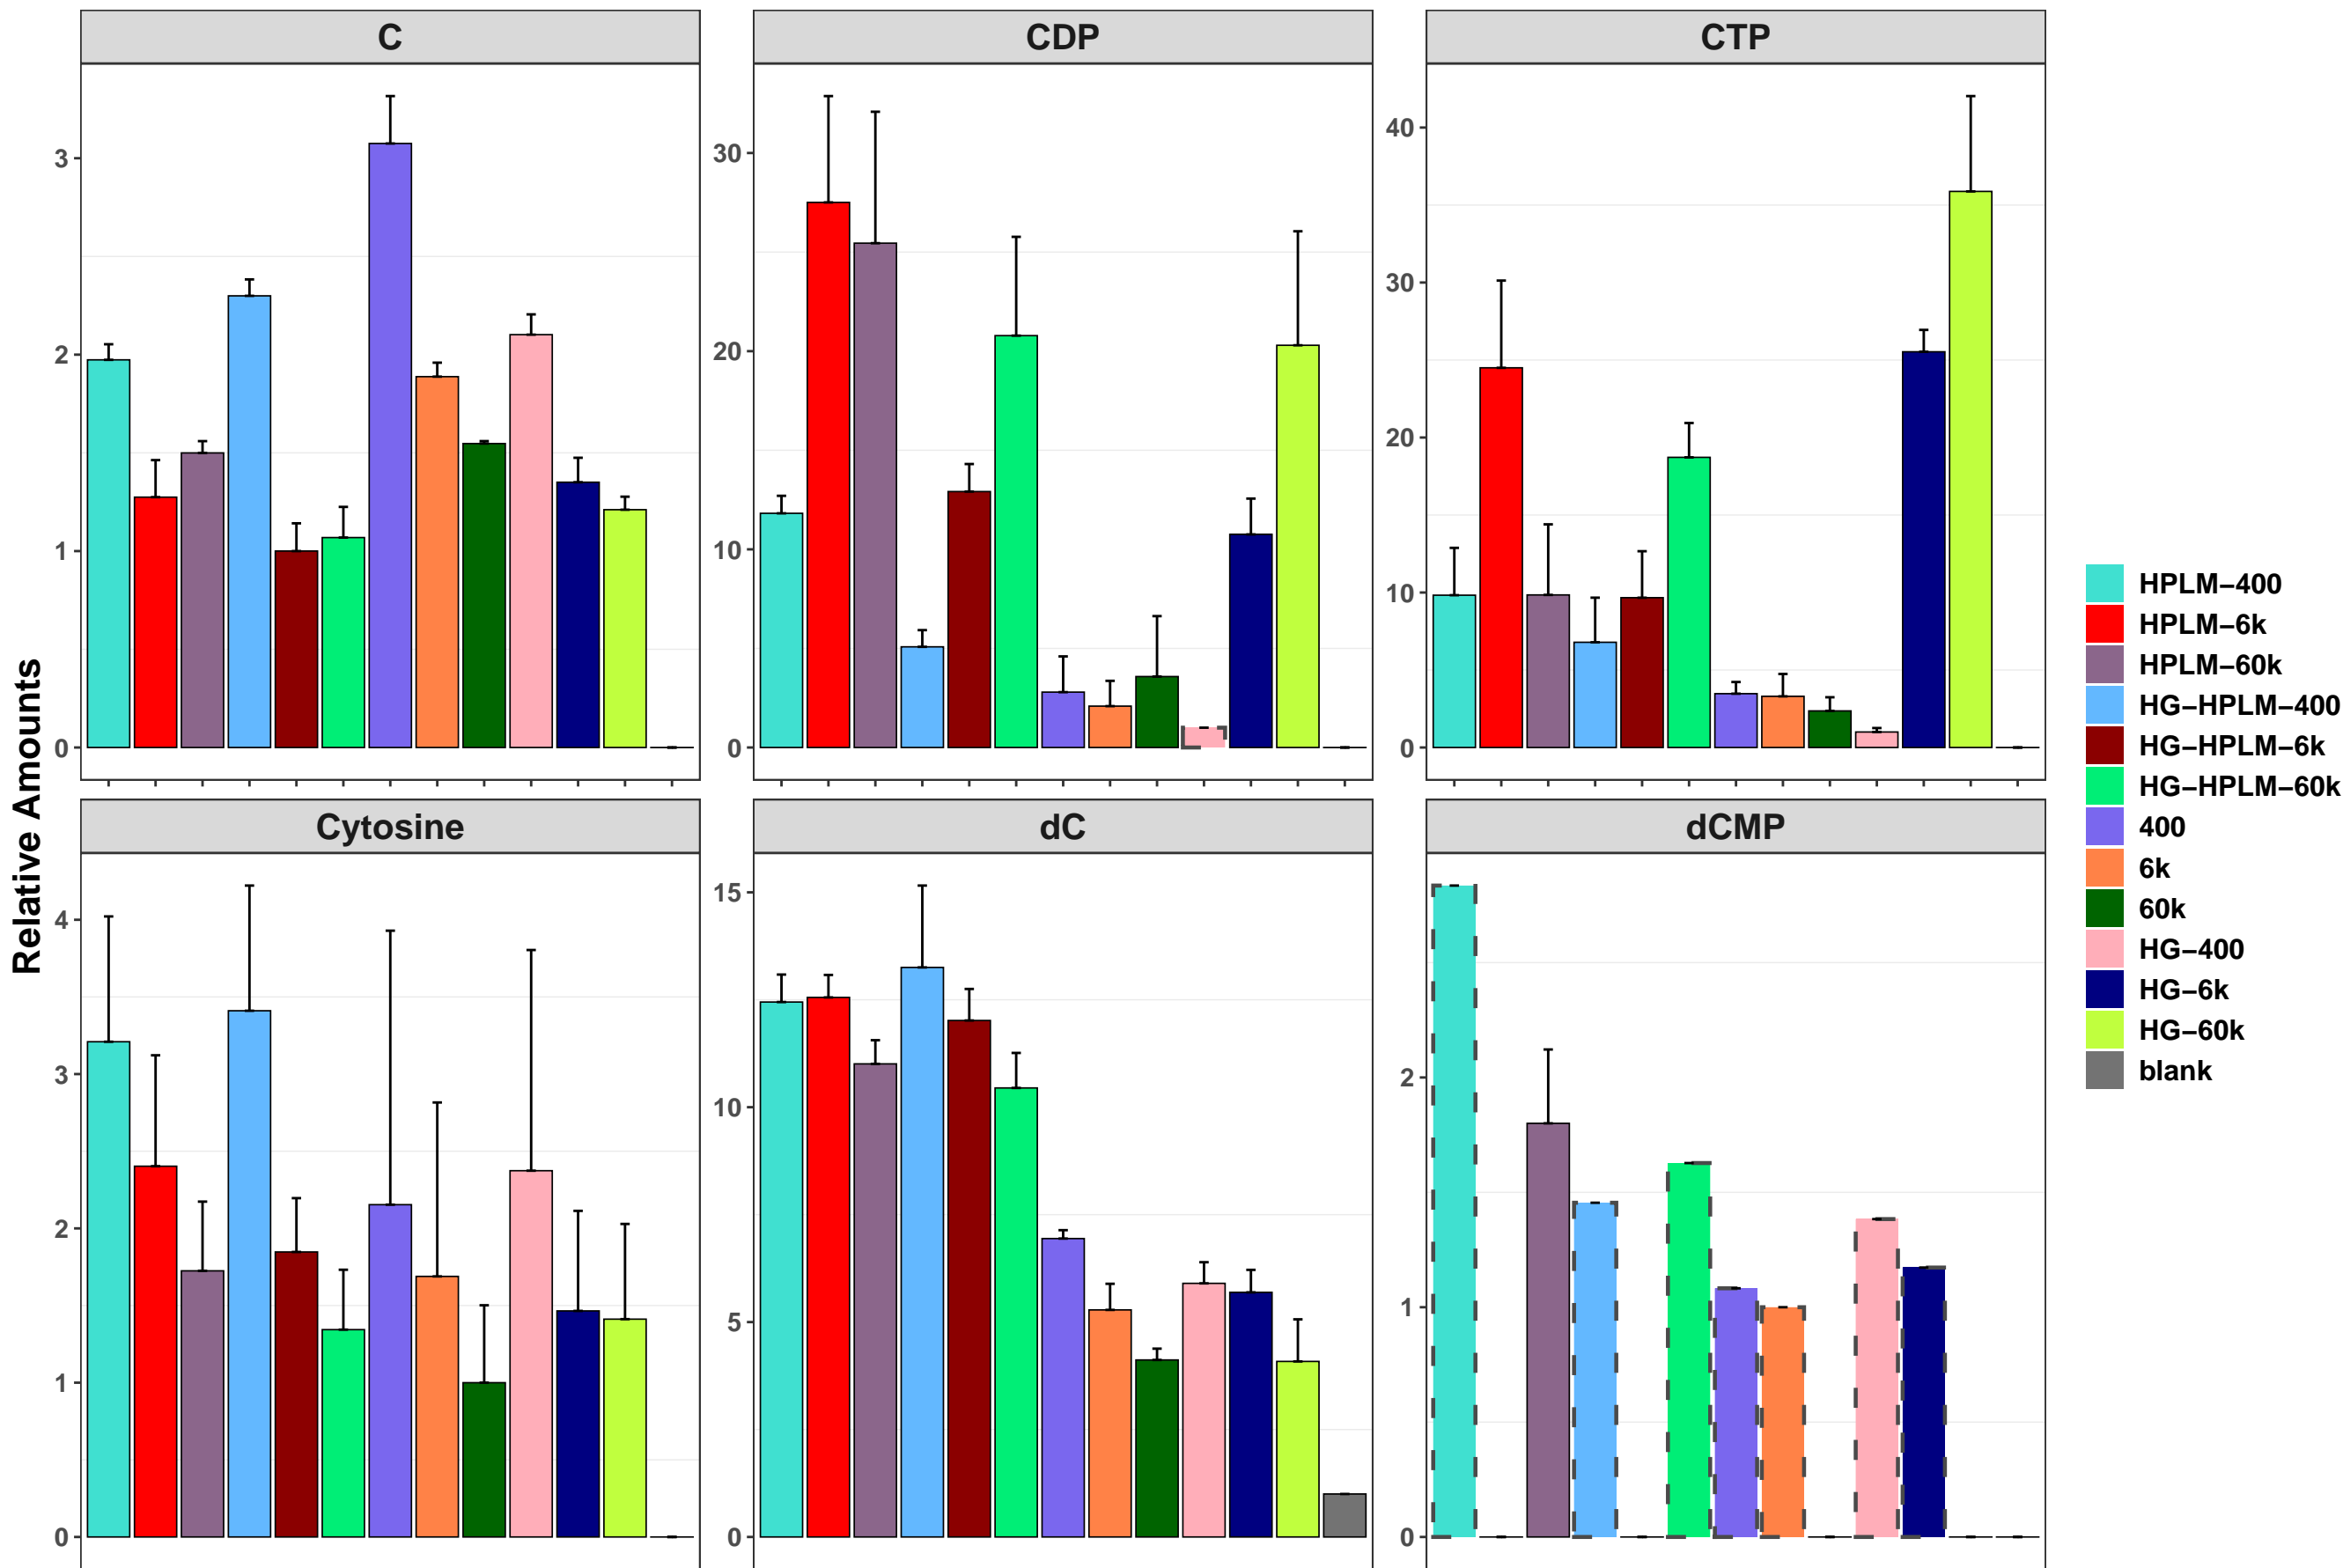 C
CDP
CTP
3
2
1
0
30
20
10
0
40
30
20
10
0
Relative Amounts
Cytosine
dC
dCMP
4
3
2
1
0
15
10
5
0
2
1
0
HPLM−400
HPLM−6k
HPLM−60k
HG−HPLM−400
HG−HPLM−6k
HG−HPLM−60k
400
6k
60k
HG−400
HG−6k
HG−60k
blank